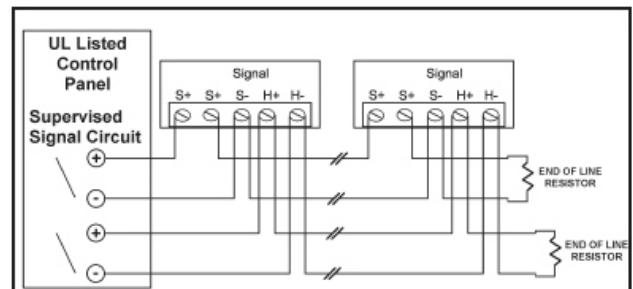 UL Listed
Control
Panel
Supervised
Signal Circuit
+
-
+
-
Signal
S+ S+ S- H+ H-
Signal
S+ S+ S- H+ H-
END OF LINE
RESISTOR
END OF LINE
RESISTOR